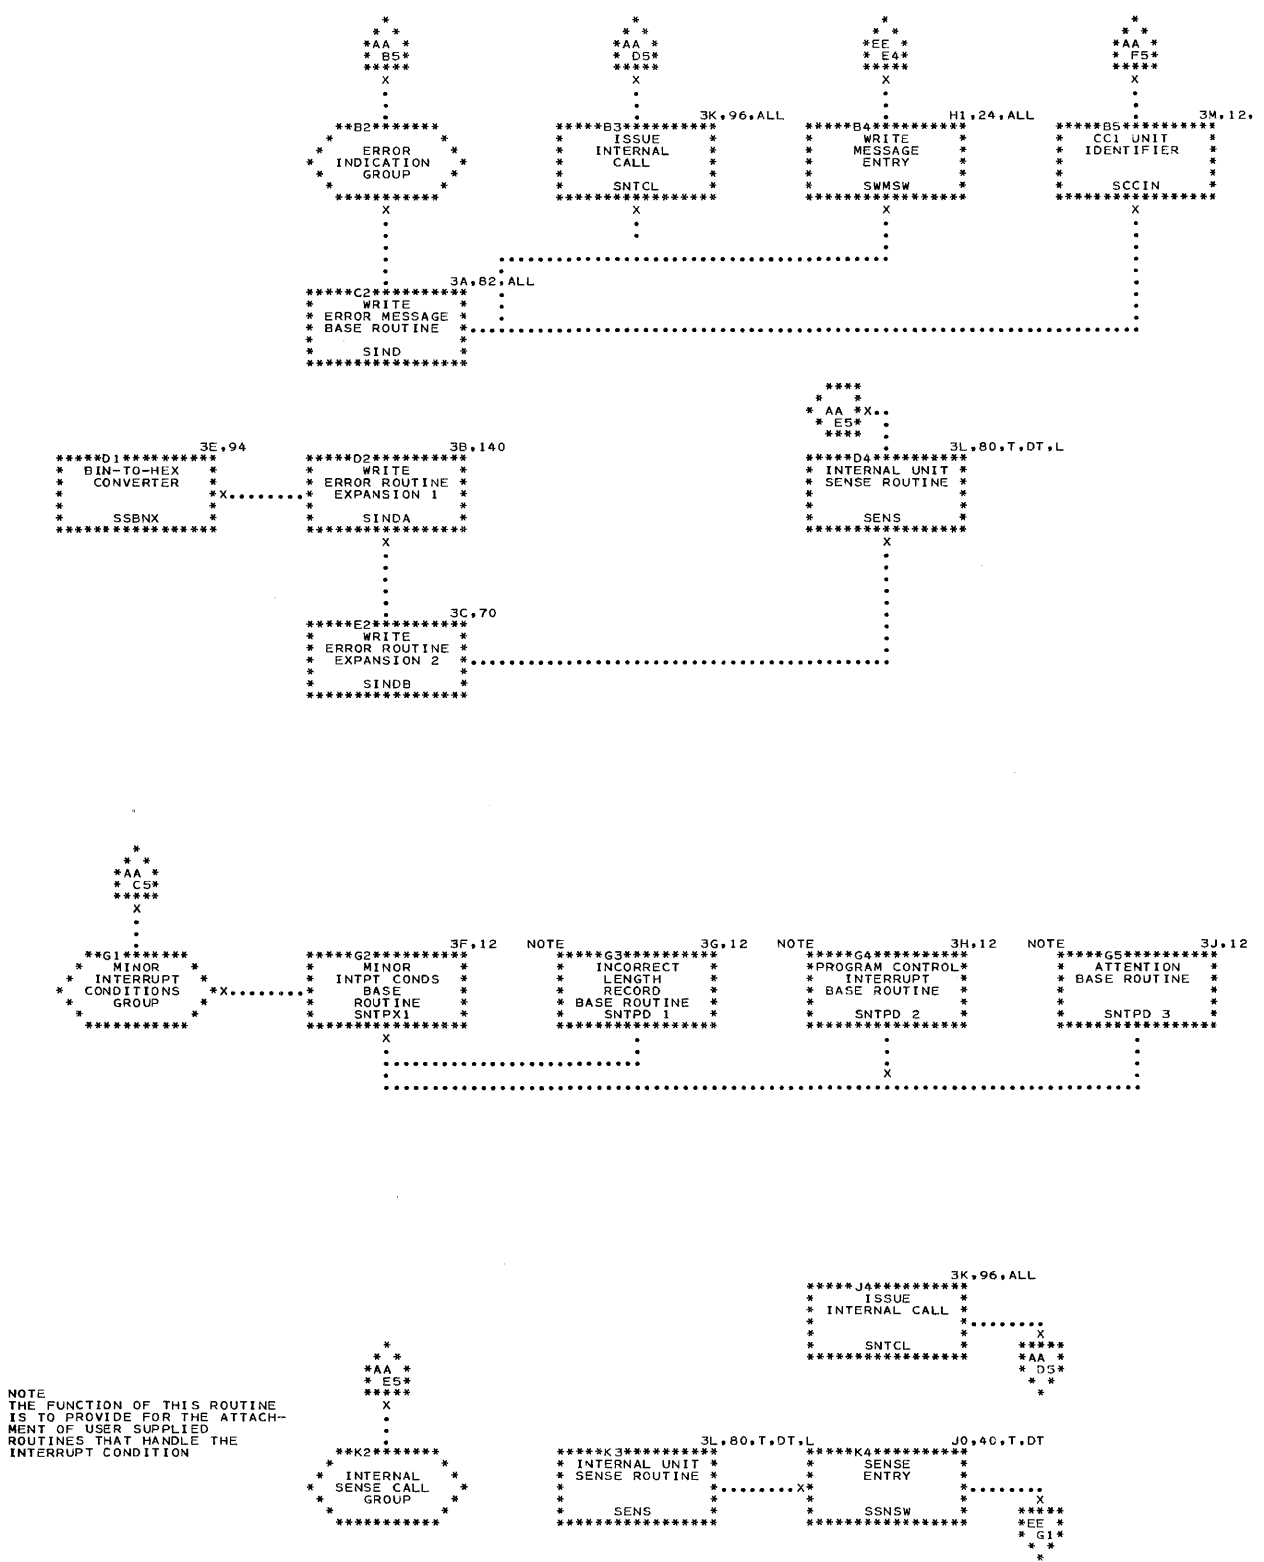 AA AA EE AA
B5 D5 E4 F5
3K,96,ALL H1,24,ALL 3M,12,
B2 B3 B4 B5
ISSUE WRITE CC1 UNIT
ERROR INTERNAL MESSAGE IDENTIFIER
INDICATION CALL ENTRY
GROUP
SNTCL SWMSW SCCIN
3A,82,ALL
C2
WRITE
ERROR MESSAGE
BASE ROUTINE
SIND
AA
E5
3E,94 3B,140 3L,80,T,DT,L
D1 D2 D4
BIN-TO-HEX WRITE INTERNAL UNIT
CONVERTER ERROR ROUTINE SENSE ROUTINE
EXPANSION 1
SSBNX SINDA SENS
3C,70
E2
WRITE
ERROR ROUTINE
EXPANSION 2
SINDB
AA
C5
3F,12 NOTE 3G,12 NOTE 3H,12 NOTE 3J,12
G1 G2 G3 G4 G5
MINOR MINOR INCORRECT PROGRAM CONTROL ATTENTION
INTERRUPT INTPT CONDS LENGTH INTERRUPT BASE ROUTINE
CONDITIONS BASE RECORD BASE ROUTINE
GROUP ROUTINE BASE ROUTINE
SNTPX1 SNTPD 1 SNTPD 2 SNTPD 3
3K,96,ALL
J4
ISSUE
INTERNAL CALL
SNTCL
AA
D5
AA
E5
NOTE
THE FUNCTION OF THIS ROUTINE
IS TO PROVIDE FOR THE ATTACH-
MENT OF USER SUPPLIED
ROUTINES THAT HANDLE THE
INTERRUPT CONDITION
3L,80,T,DT,L J0,40,T,DT
K2 K3 K4
INTERNAL UNIT SENSE
INTERNAL SENSE ROUTINE ENTRY
SENSE CALL
GROUP
SENS SSNSW
EE
G1